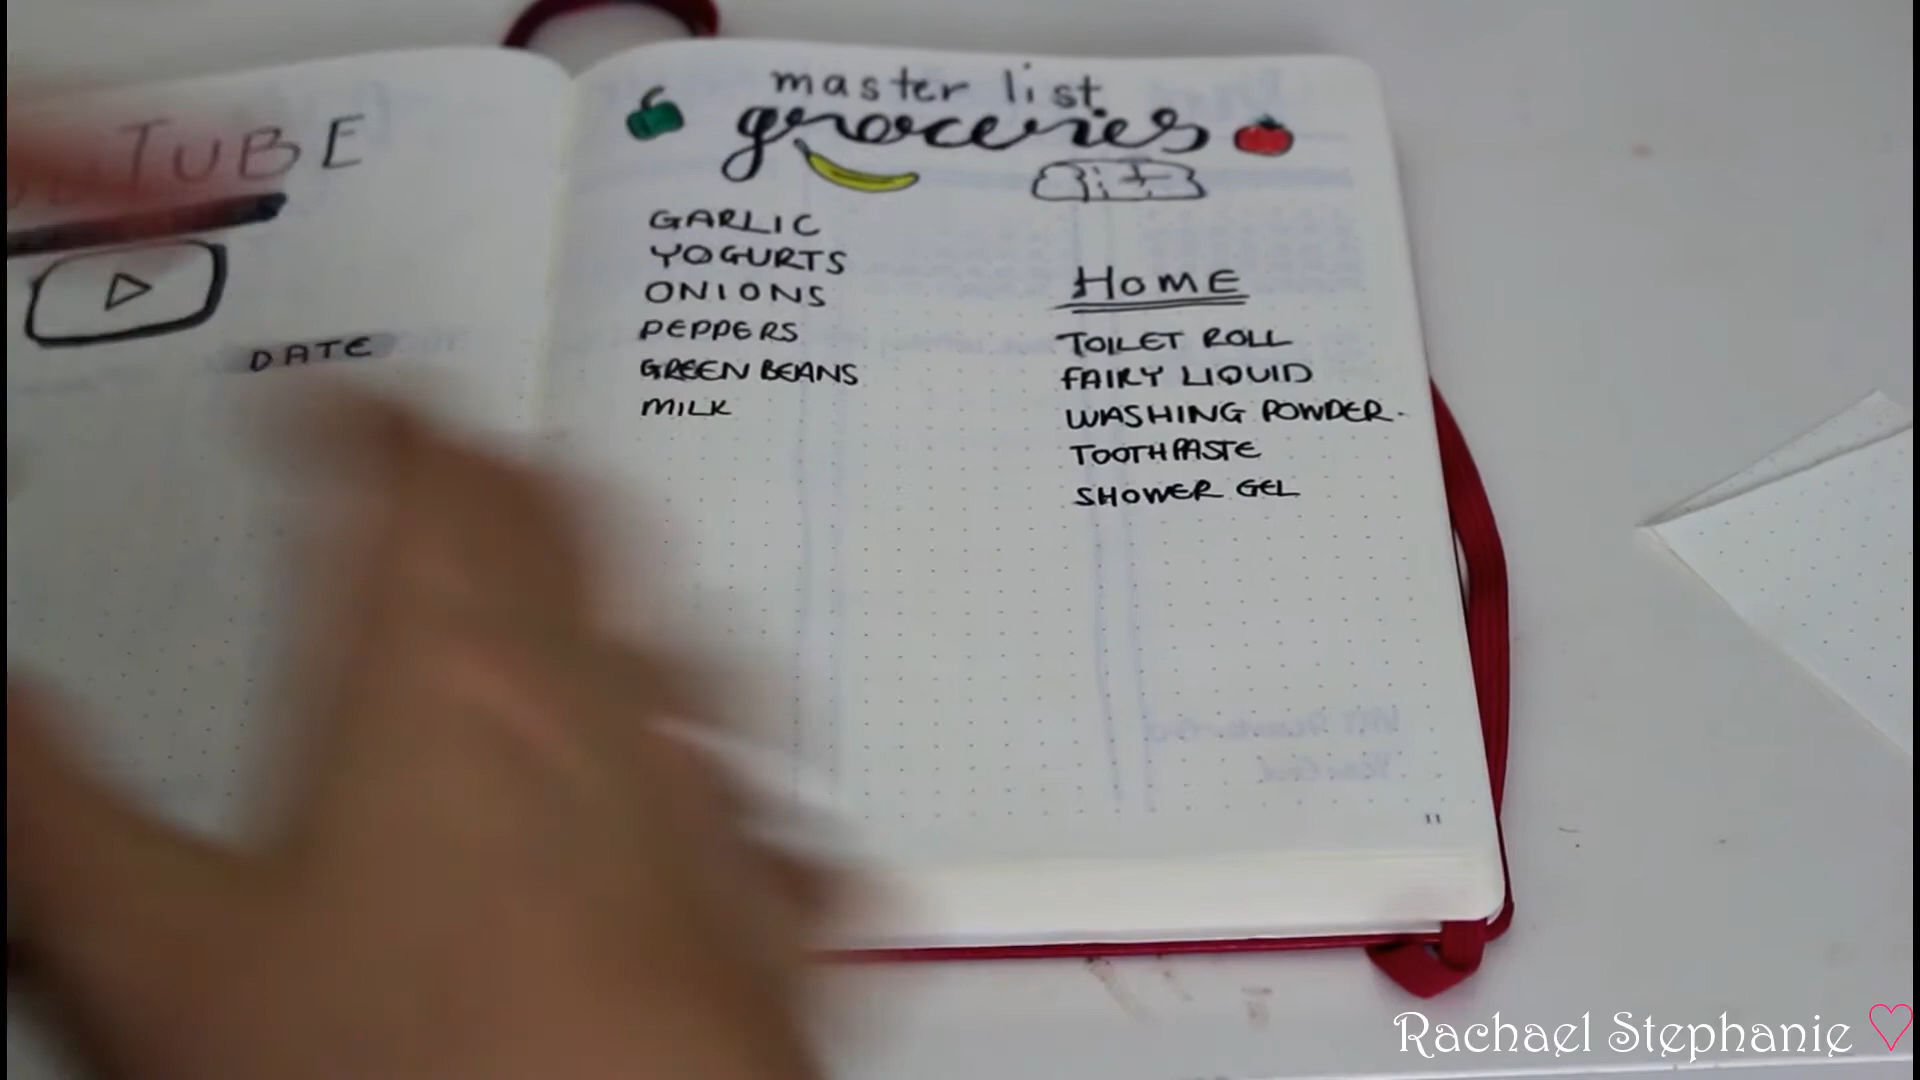 TUBE
DATE
master list
groceries
GARLIC
YOGURTS
ONIONS
PEPPERS
GREEN BEANS
MILK
HOME
TOILET ROLL
FAIRY LIQUID
WASHING POWDER
TOOTHPASTE
SHOWER GEL
11
Rachael Stephanie ♡